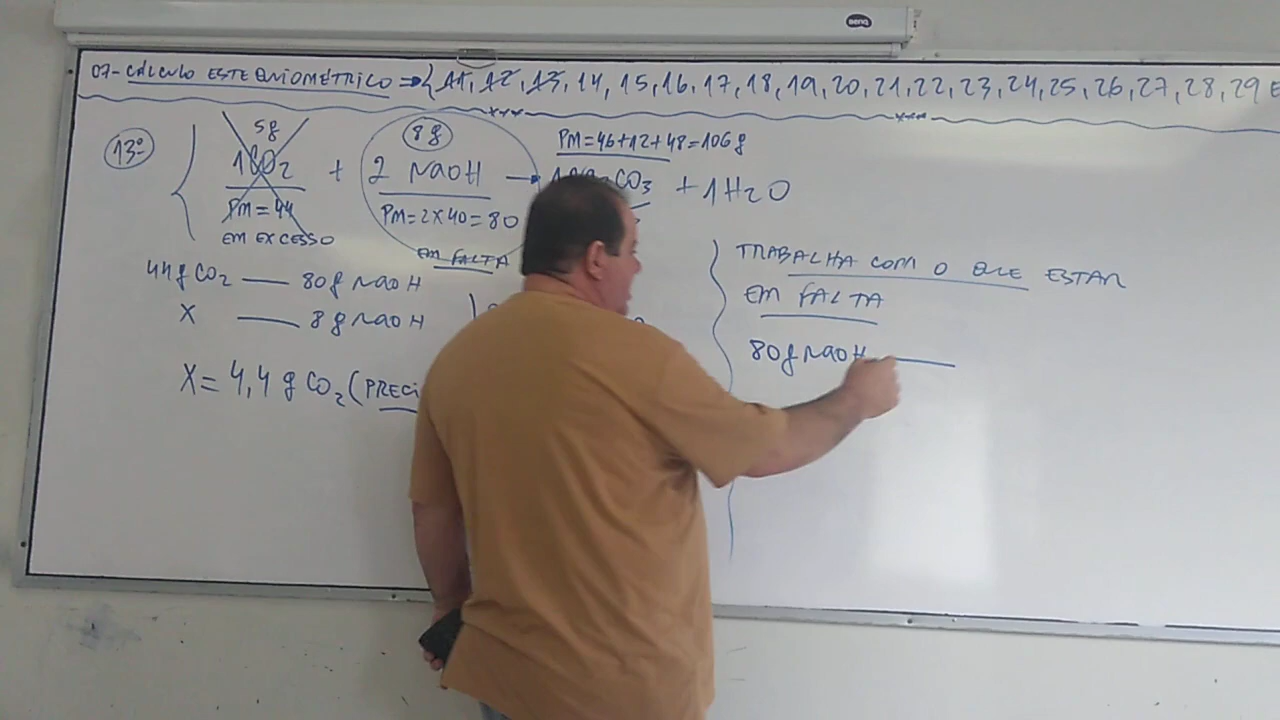 BENQ
07- CÁLCULO ESTEQUIOMÉTRICO ⇒ { 11, 12, 13, 14, 15, 16, 17, 18, 19, 20, 21, 22, 23, 24, 25, 26, 27, 28, 29 E
13º
5g
8g
PM=46+12+48=106g
1CO2 + 2 NaOH → CO3 + 1H2O
PM=44
PM=2X40=80
EM EXCESSO
EM FALTA
44g CO2 — 80g NaOH
X — 8g NaOH
X = 4,4 g CO2 (PRECI
TRABALHA COM O QUE ESTAR
EM FALTA
80g NaOH —